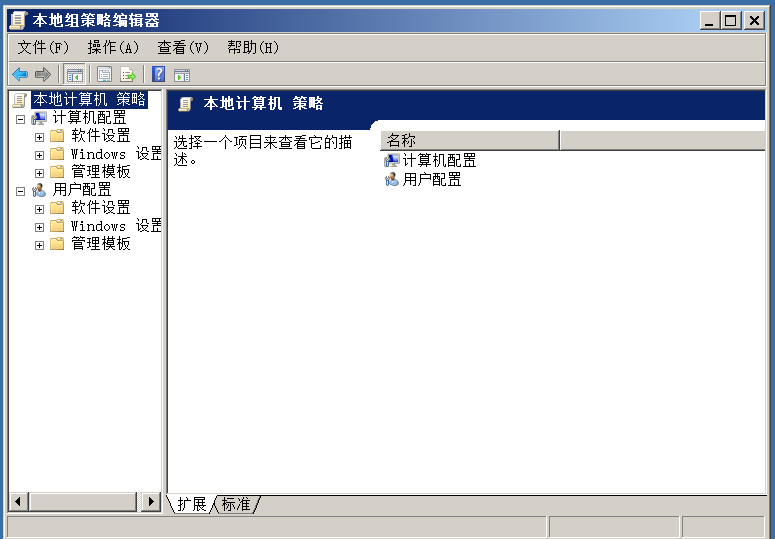 本地组策略编辑器
文件(F) 操作(A) 查看(V) 帮助(H)
本地计算机 策略
计算机配置
软件设置
Windows 设置
管理模板
用户配置
软件设置
Windows 设置
管理模板
本地计算机 策略
选择一个项目来查看它的描
述。
名称
计算机配置
用户配置
扩展 标准